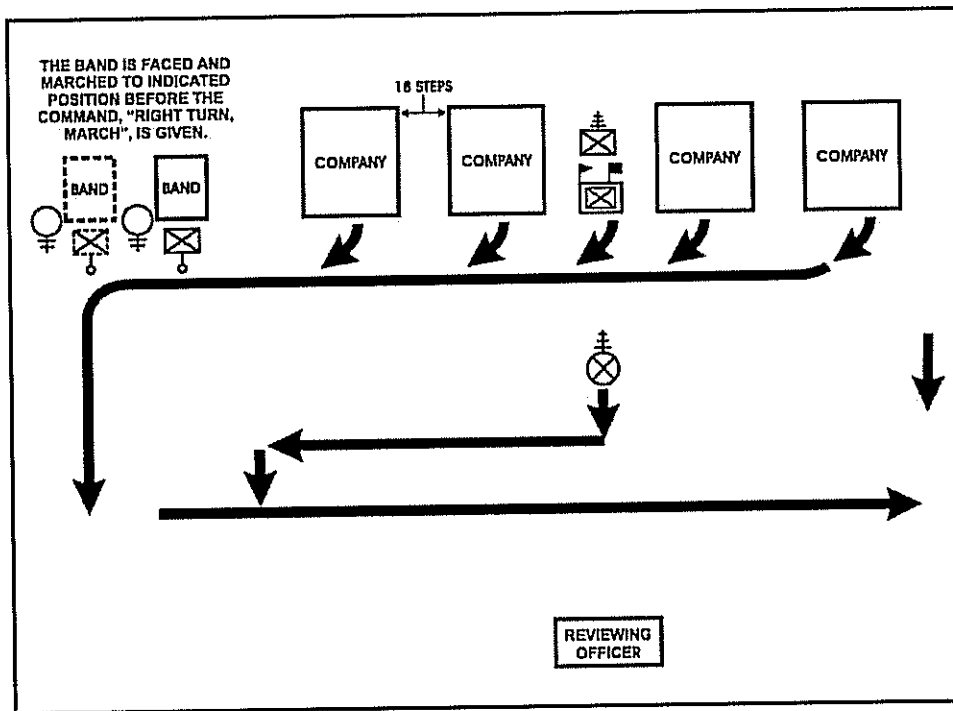 THE BAND IS FACED AND
MARCHED TO INDICATED
POSITION BEFORE THE
COMMAND, "RIGHT TURN,
MARCH", IS GIVEN.
16 STEPS
BAND
BAND
COMPANY
COMPANY
COMPANY
COMPANY
REVIEWING
OFFICER